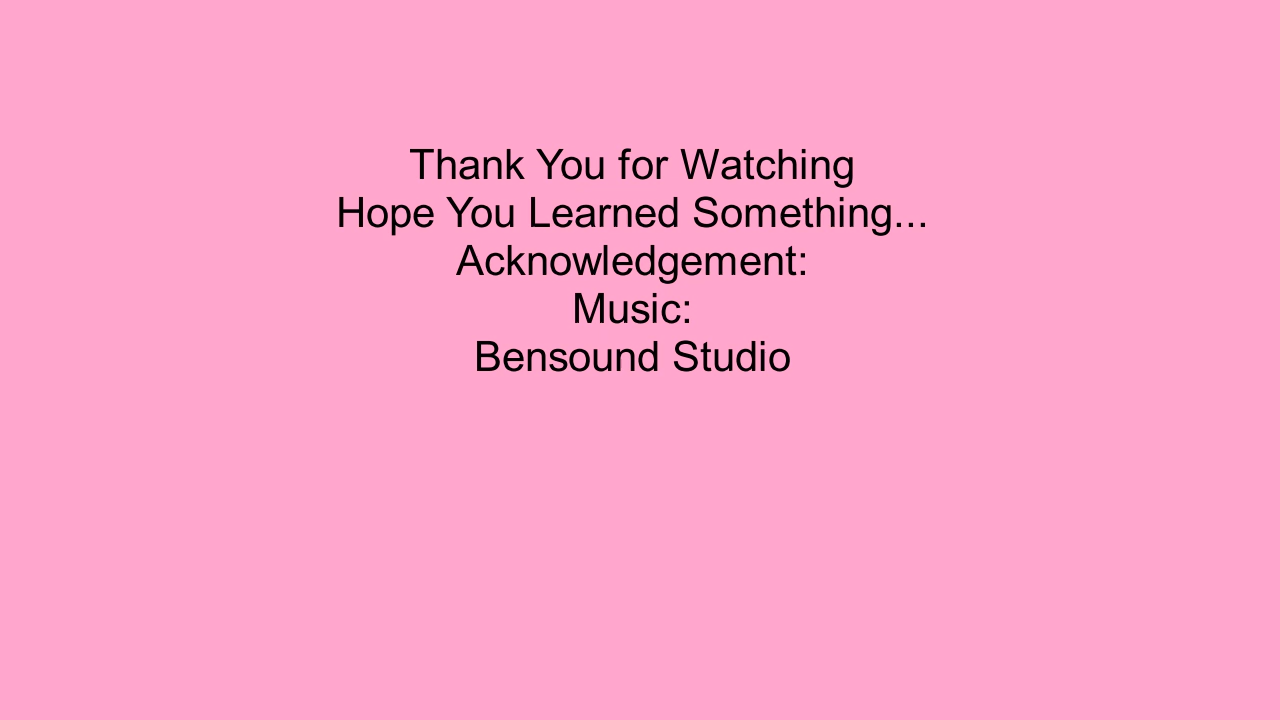 Thank You for Watching
Hope You Learned Something...
Acknowledgement:
Music:
Bensound Studio